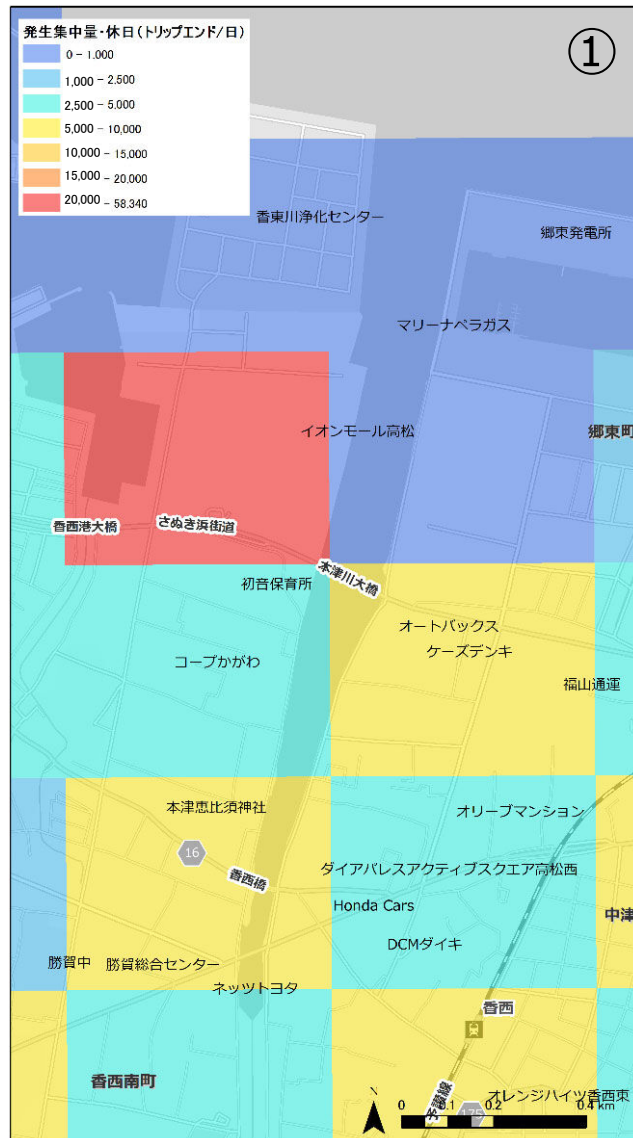 発生集中量・休日(トリップエンド/日)
0 – 1,000
1,000 – 2,500
2,500 – 5,000
5,000 – 10,000
10,000 – 15,000
15,000 – 20,000
20,000 – 58,340
①
香東川浄化センター
郷東発電所
マリーナペラガス
イオンモール高松
郷東町
香西港大橋
さぬき浜街道
本津川大橋
初音保育所
オートバックス
ケーズデンキ
コープかがわ
福山通運
本津恵比須神社
オリーブマンション
16
香西橋
ダイアパレスアクティブスクエア高松西
Honda Cars
中津
DCMダイキ
勝賀中
勝賀総合センター
ネッツトヨタ
香西
香西南町
予讃線
175
オレンジハイツ香西東
N
0 0.1 0.2 0.4 km